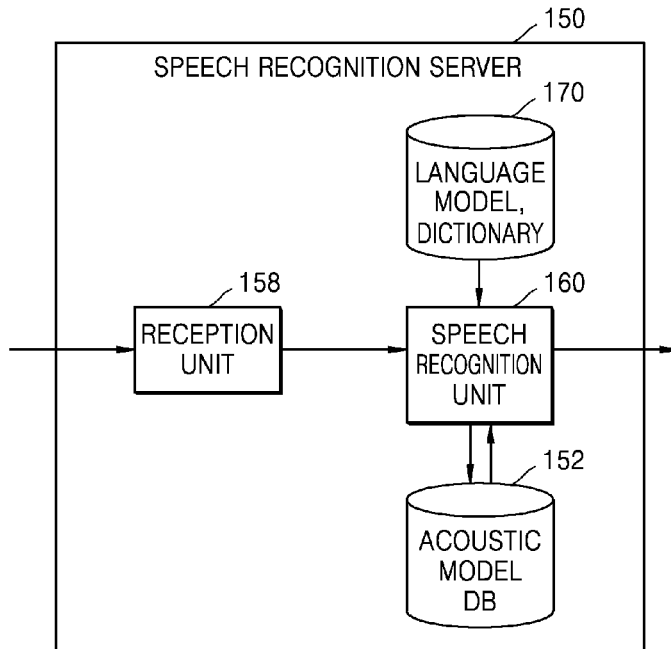 150
SPEECH RECOGNITION SERVER
170
LANGUAGE
MODEL,
DICTIONARY
158
RECEPTION
UNIT
160
SPEECH
RECOGNITION
UNIT
152
ACOUSTIC
MODEL
DB